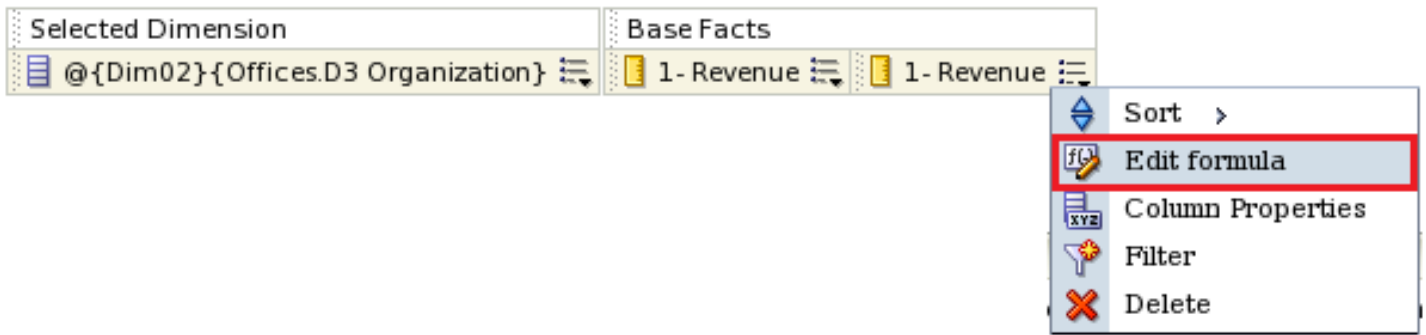 Selected Dimension
Base Facts
@{Dim02}{Offices.D3 Organization}
1- Revenue
1- Revenue
Sort
f(.)
Edit formula
XYZ
Column Properties
Filter
Delete